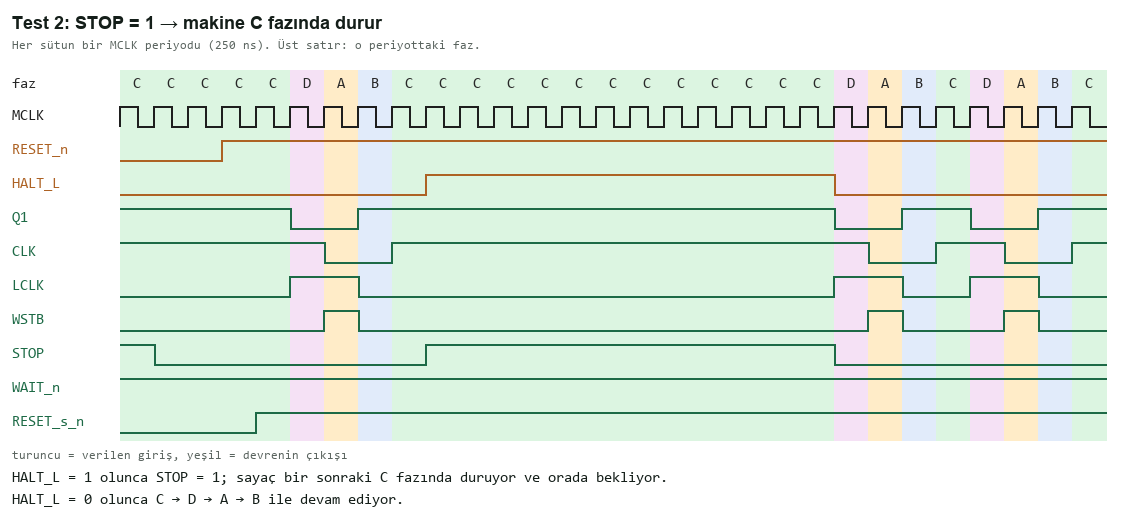 Test 2: STOP = 1 → makine C fazında durur
Her sütun bir MCLK periyodu (250 ns). Üst satır: o periyottaki faz.
faz C C C C C D A B C C C C C C C C C C C C C D A B C D A B C
MCLK
RESET_n
HALT_L
Q1
CLK
LCLK
WSTB
STOP
WAIT_n
RESET_s_n
turuncu = verilen giriş, yeşil = devrenin çıkışı
HALT_L = 1 olunca STOP = 1; sayaç bir sonraki C fazında duruyor ve orada bekliyor.
HALT_L = 0 olunca C → D → A → B ile devam ediyor.